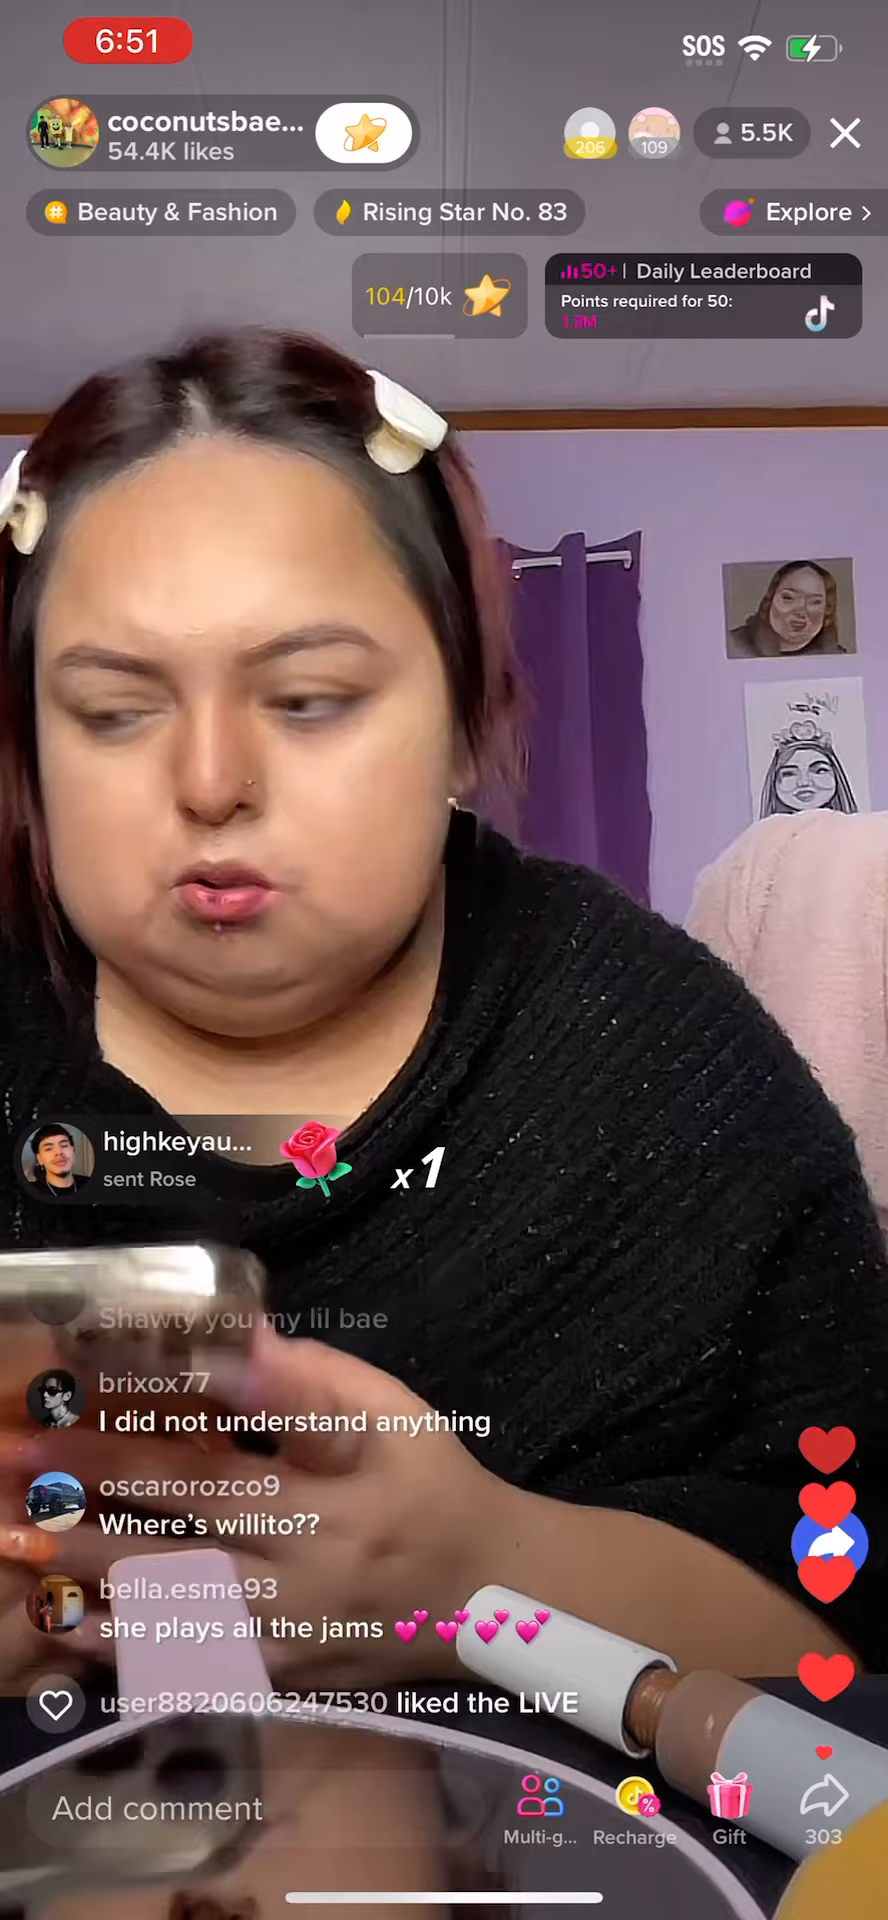 6:51
SOS
coconutsbae...
54.4K likes
206
109
5.5K
Beauty & Fashion
Rising Star No. 83
Explore >
104/10k
50+ | Daily Leaderboard
Points required for 50:
1.3M
highkeyau...
sent Rose
x1
Shawty you my lil bae
brixox77
I did not understand anything
oscarorozco9
Where's willito??
bella.esme93
she plays all the jams 💕 💕 💕 💕
user8820606247530 liked the LIVE
Add comment
Multi-g...
Recharge
Gift
303